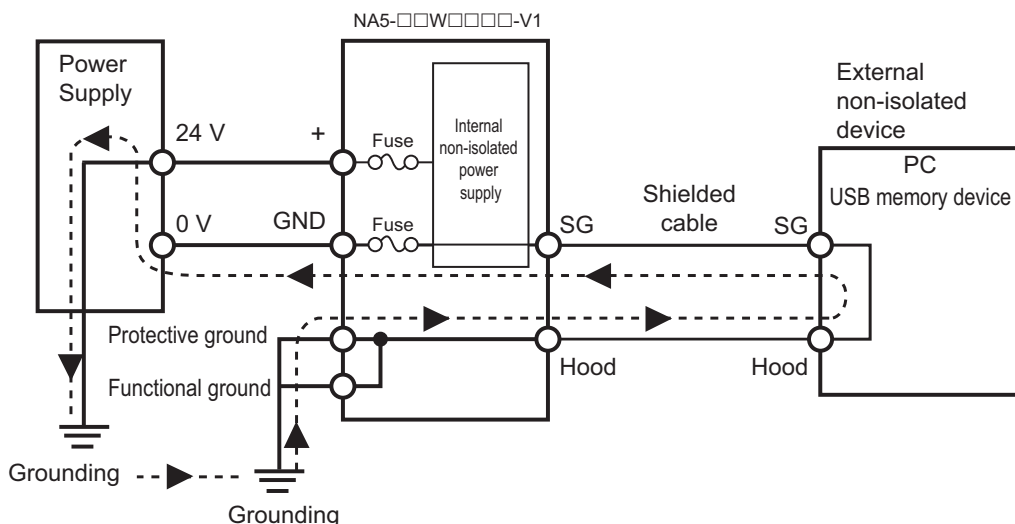 NA5-□□W□□□□-V1
Power
Supply
24 V
+
Fuse
Internal
non-isolated
power
supply
External
non-isolated
device
PC
USB memory device
0 V
GND
Fuse
SG
Shielded
cable
SG
Protective ground
Functional ground
Hood
Hood
Grounding
Grounding